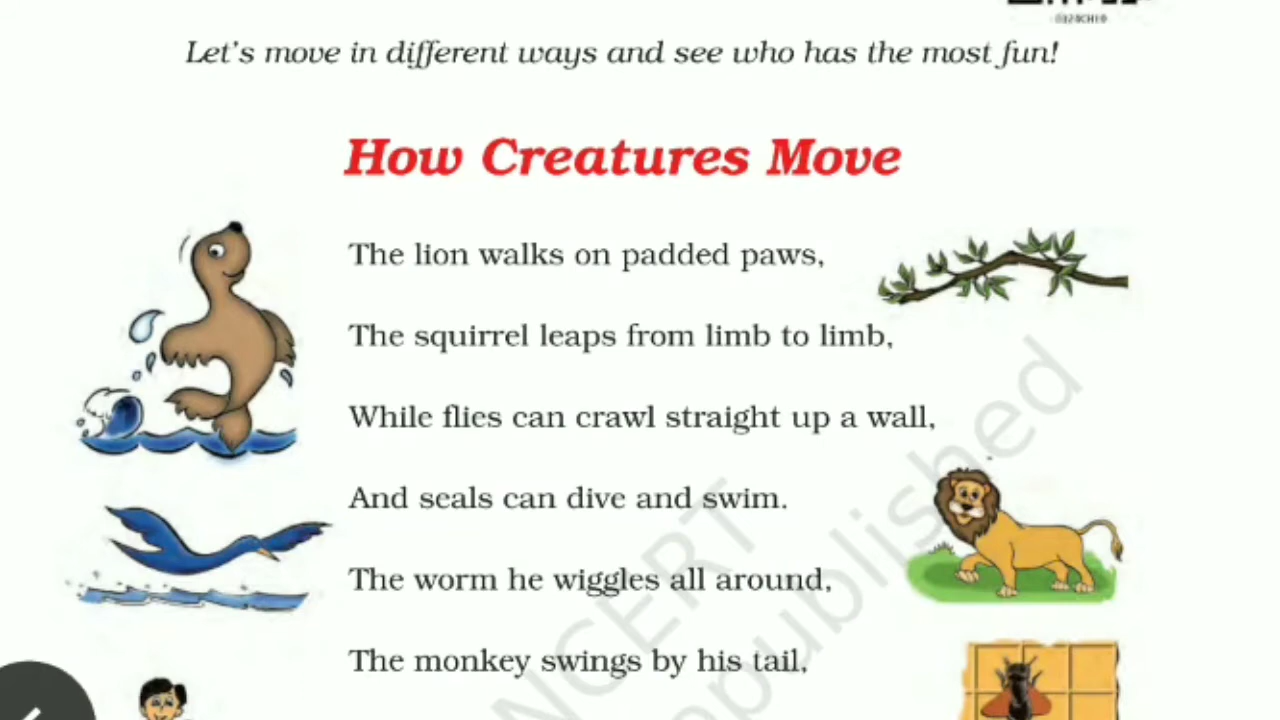 Let's move in different ways and see who has the most fun!
How Creatures Move
The lion walks on padded paws,
The squirrel leaps from limb to limb,
While flies can crawl straight up a wall,
And seals can dive and swim.
The worm he wiggles all around,
The monkey swings by his tail,
NCERT
republished